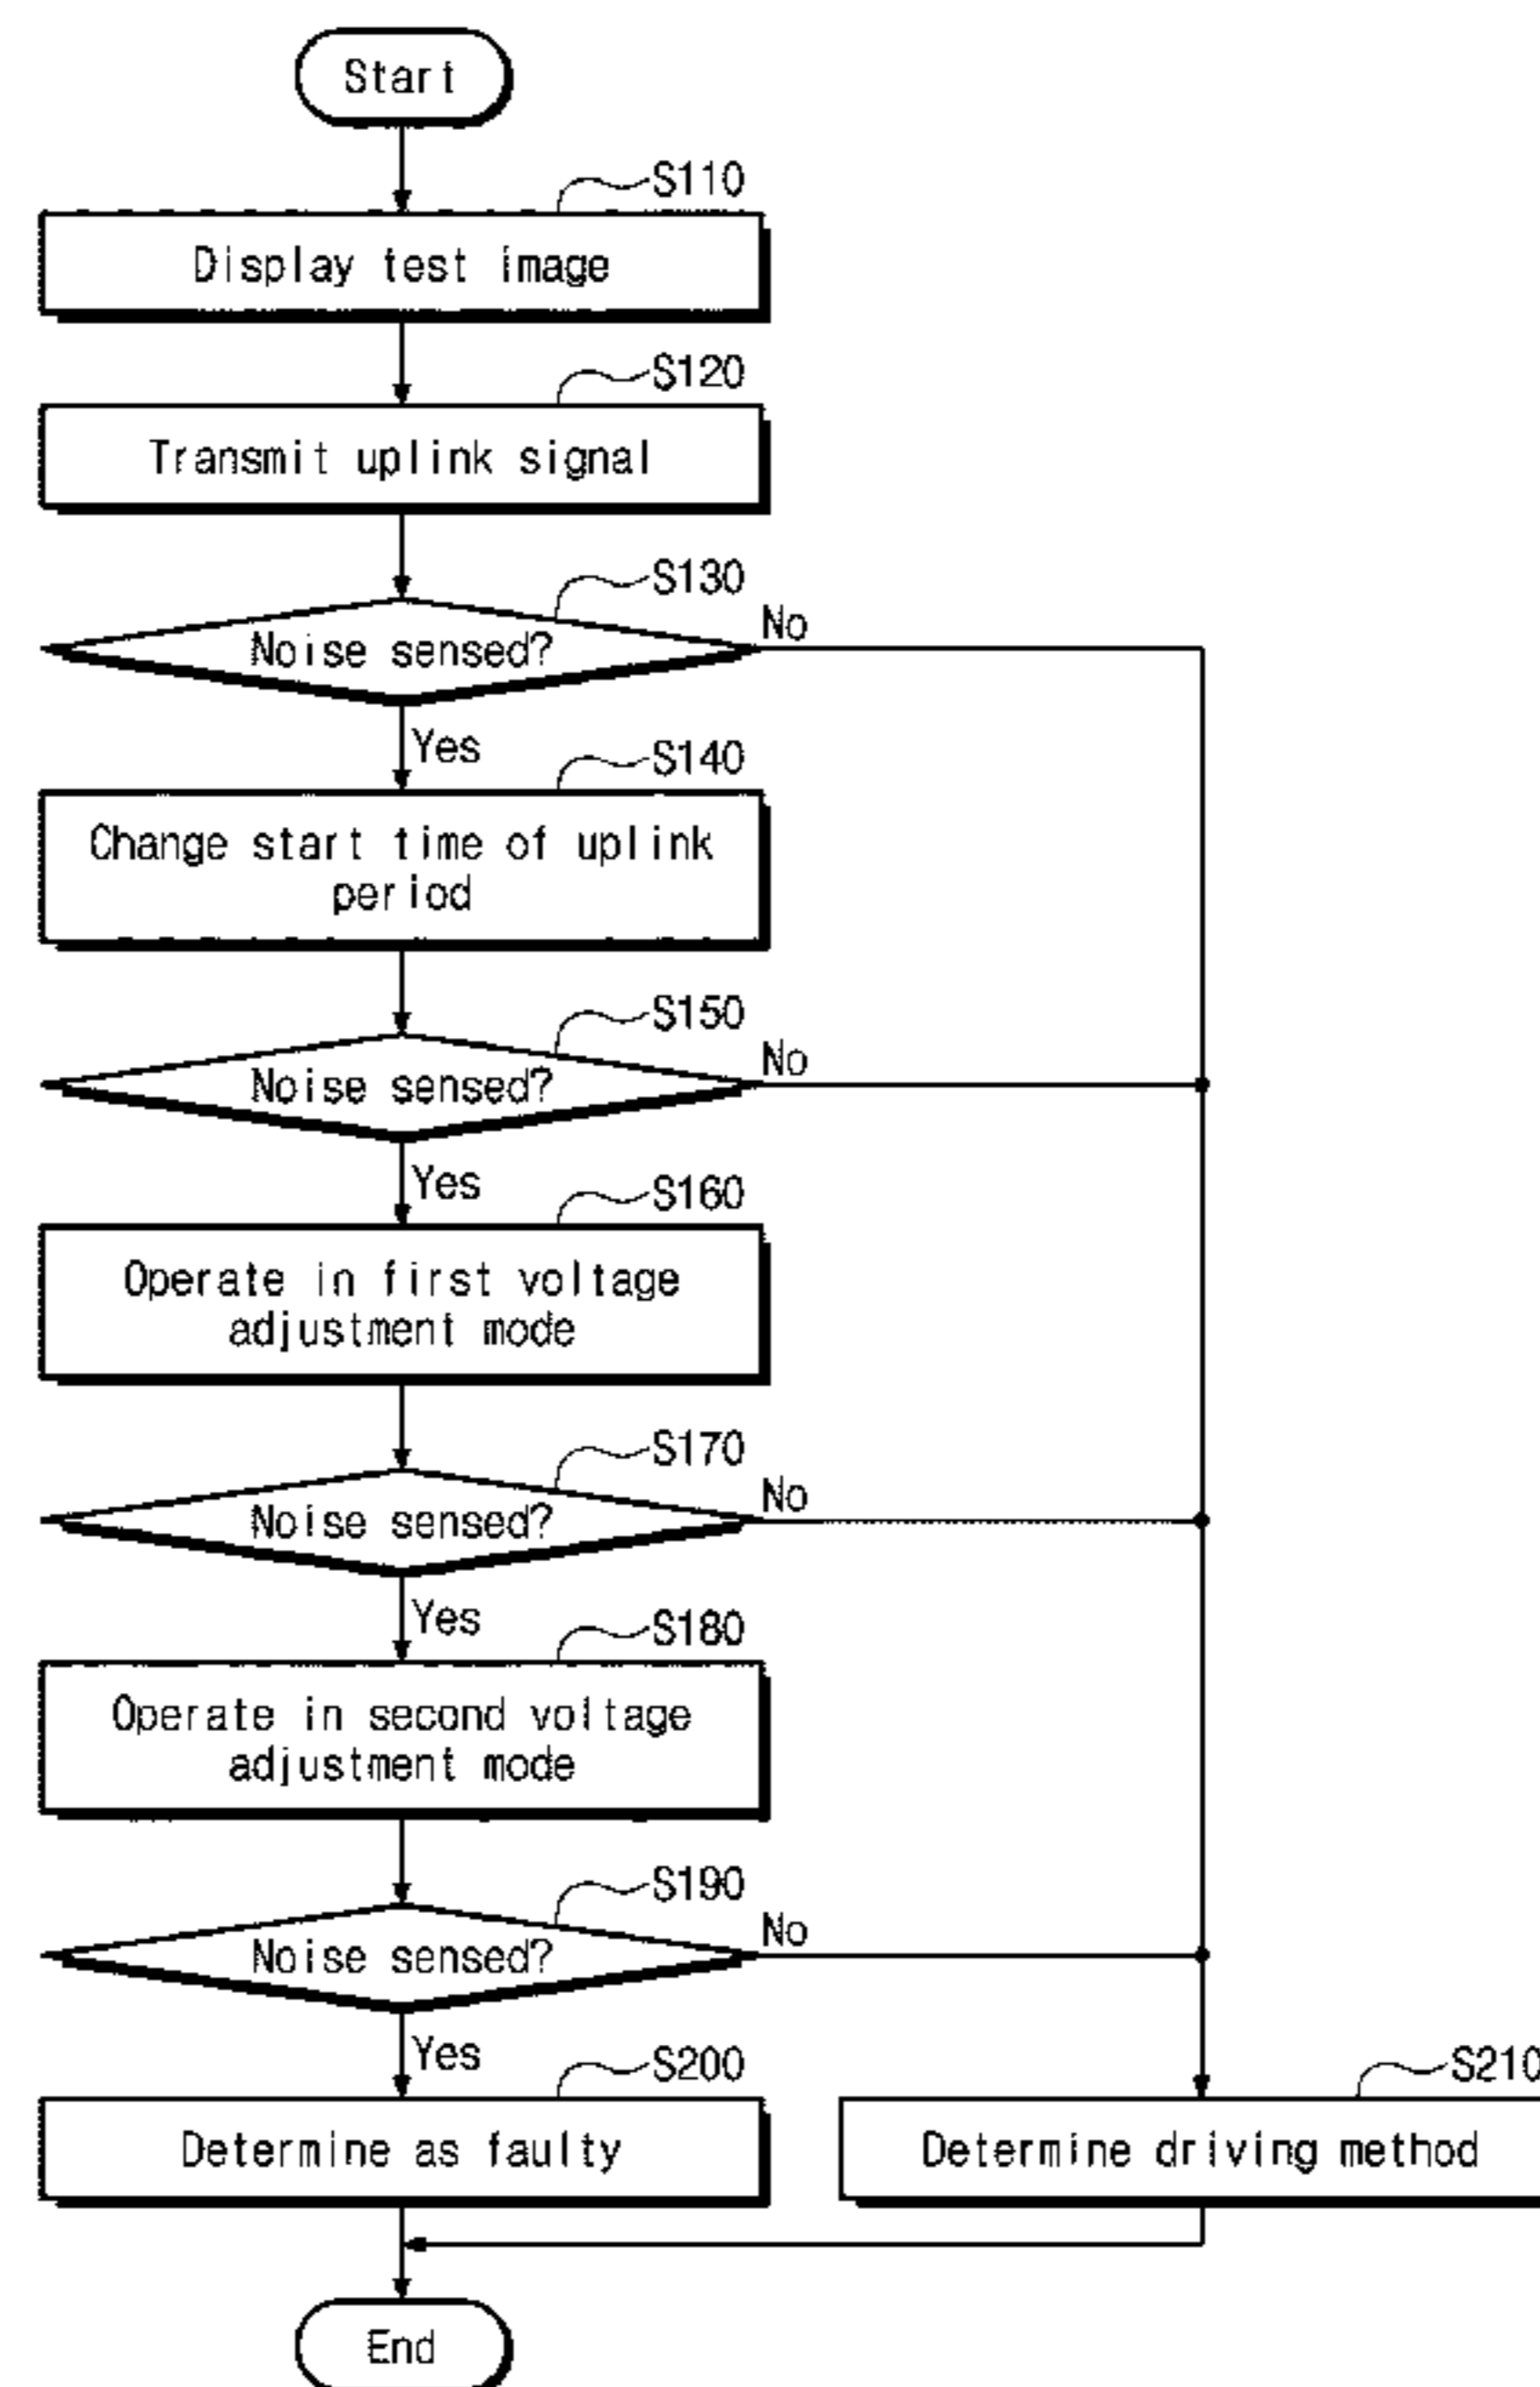 Start
S110
Display test image
S120
Transmit uplink signal
S130
Noise sensed?
No
Yes
S140
Change start time of uplink
period
S150
Noise sensed?
No
Yes
S160
Operate in first voltage
adjustment mode
S170
Noise sensed?
No
Yes
S180
Operate in second voltage
adjustment mode
S190
Noise sensed?
No
Yes
S200
Determine as faulty
S210
Determine driving method
End